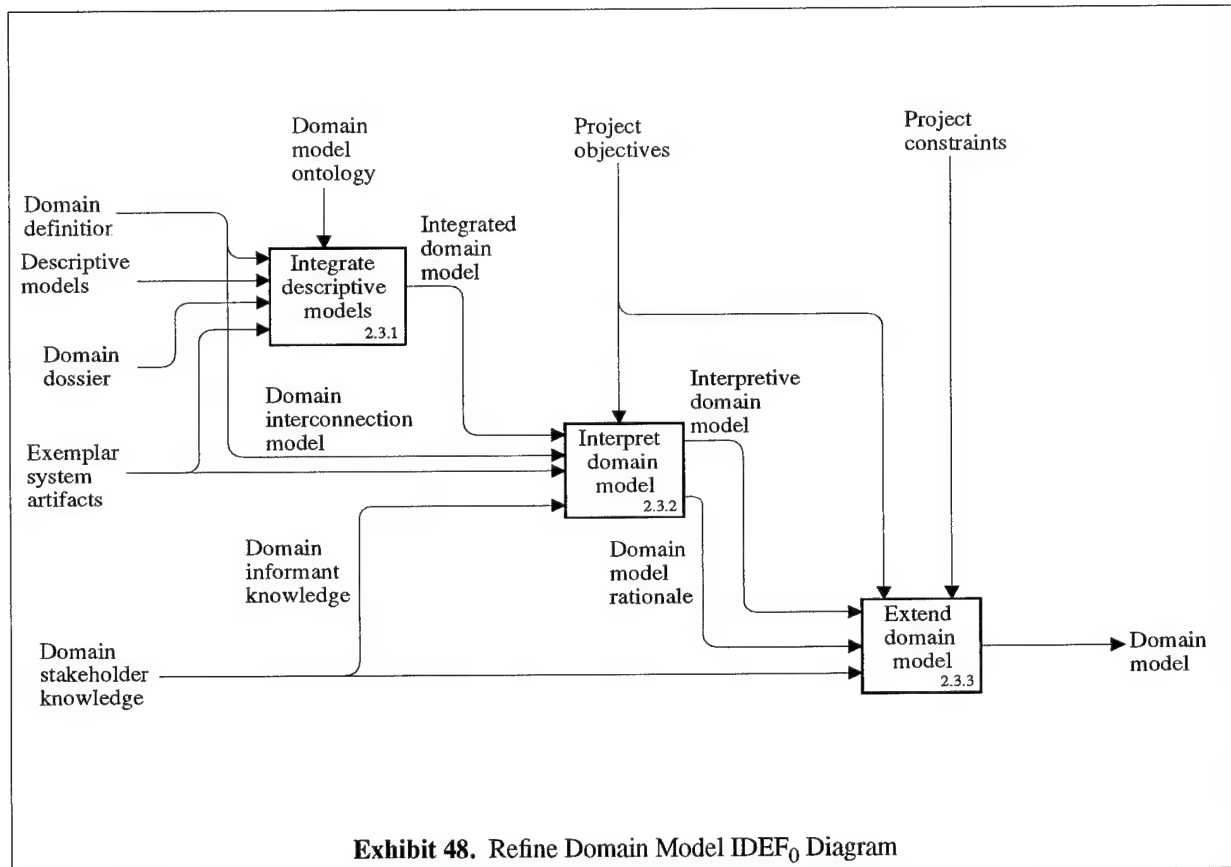 Domain
model
ontology
Project
objectives
Project
constraints
Domain
definitior
Descriptive
models
Domain
dossier
Exemplar
system
artifacts
Domain
stakeholder
knowledge
Integrate
descriptive
models
2.3.1
Integrated
domain
model
Domain
interconnection
model
Domain
informant
knowledge
Interpret
domain
model
2.3.2
Interpretive
domain
model
Domain
model
rationale
Extend
domain
model
2.3.3
Domain
model
Exhibit 48. Refine Domain Model IDEF0 Diagram